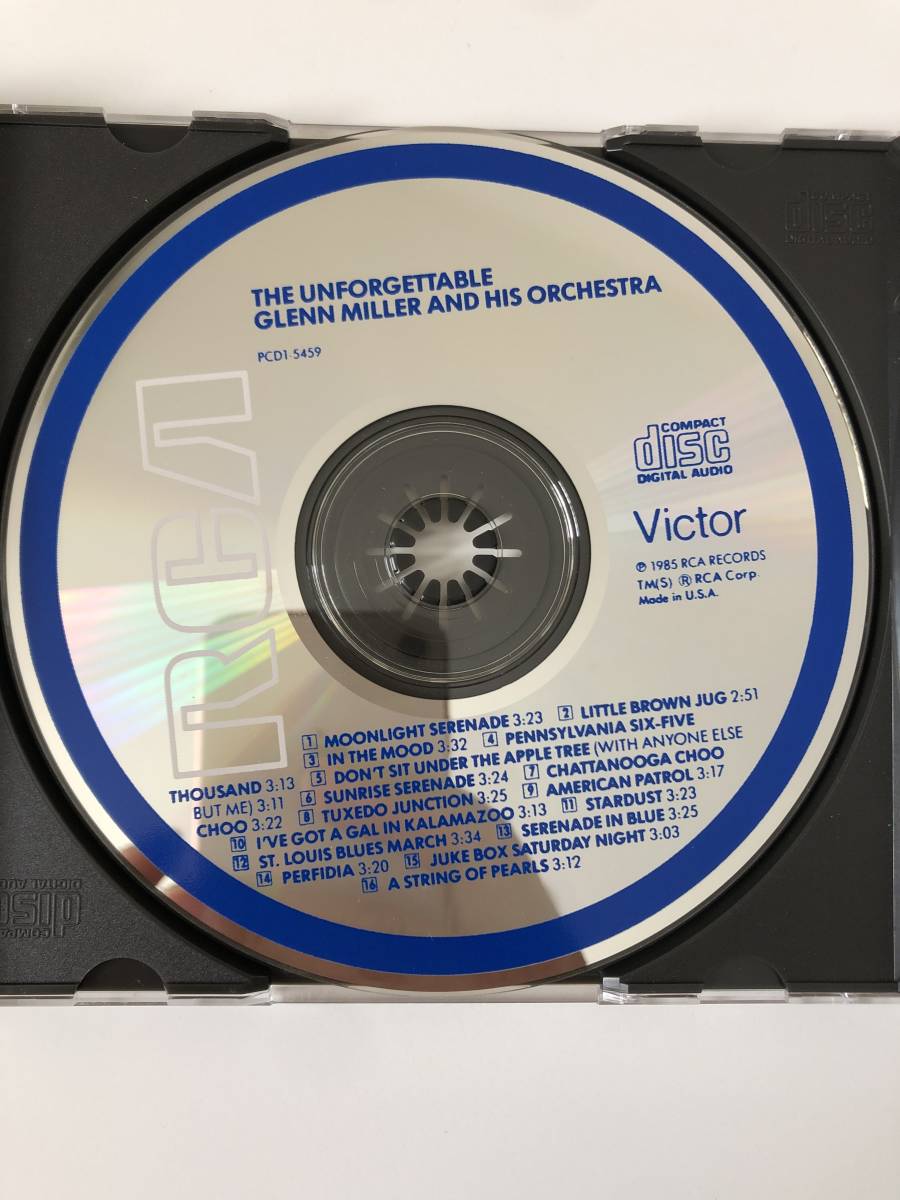 THE UNFORGETTABLE
GLENN MILLER AND HIS ORCHESTRA
PCD1-5459
RCA
COMPACT
disc
DIGITAL AUDIO
Victor
℗ 1985 RCA RECORDS
TM(S) ® RCA Corp.
Made in U.S.A.
1 MOONLIGHT SERENADE 3:23 2 LITTLE BROWN JUG 2:51
3 IN THE MOOD 3:32 4 PENNSYLVANIA SIX-FIVE
THOUSAND 3:13 5 DON'T SIT UNDER THE APPLE TREE (WITH ANYONE ELSE
BUT ME) 3:11 6 SUNRISE SERENADE 3:24 7 CHATTANOOGA CHOO
CHOO 3:22 8 TUXEDO JUNCTION 3:25 9 AMERICAN PATROL 3:17
10 I'VE GOT A GAL IN KALAMAZOO 3:13 11 STARDUST 3:23
12 ST. LOUIS BLUES MARCH 3:34 13 SERENADE IN BLUE 3:25
14 PERFIDIA 3:20 15 JUKE BOX SATURDAY NIGHT 3:03
16 A STRING OF PEARLS 3:12
disc
DIGITAL AUDIO